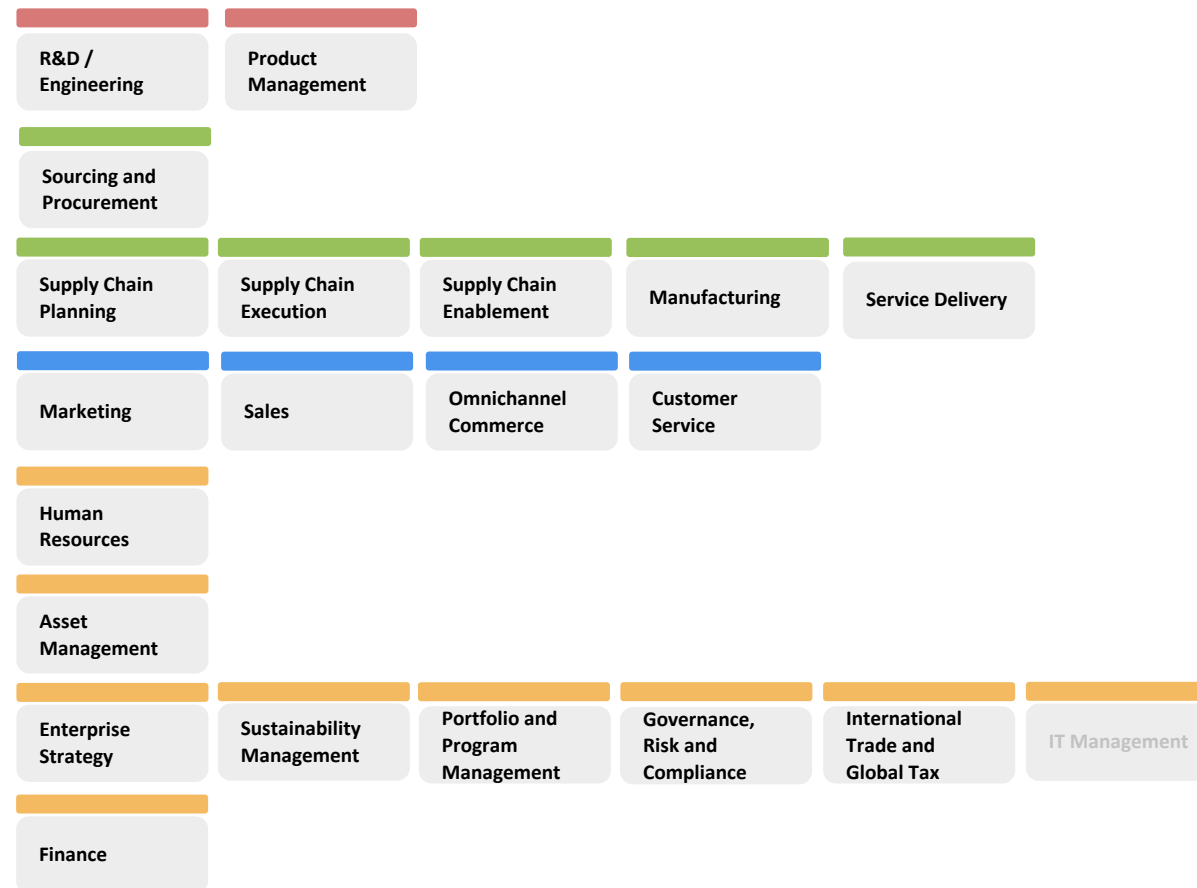 R&D /
Engineering
Product
Management
Sourcing and
Procurement
Supply Chain
Planning
Supply Chain
Execution
Supply Chain
Enablement
Manufacturing
Service Delivery
Marketing
Sales
Omnichannel
Commerce
Customer
Service
Human
Resources
Asset
Management
Enterprise
Strategy
Sustainability
Management
Portfolio and
Program
Management
Governance,
Risk and
Compliance
International
Trade and
Global Tax
IT Management
Finance